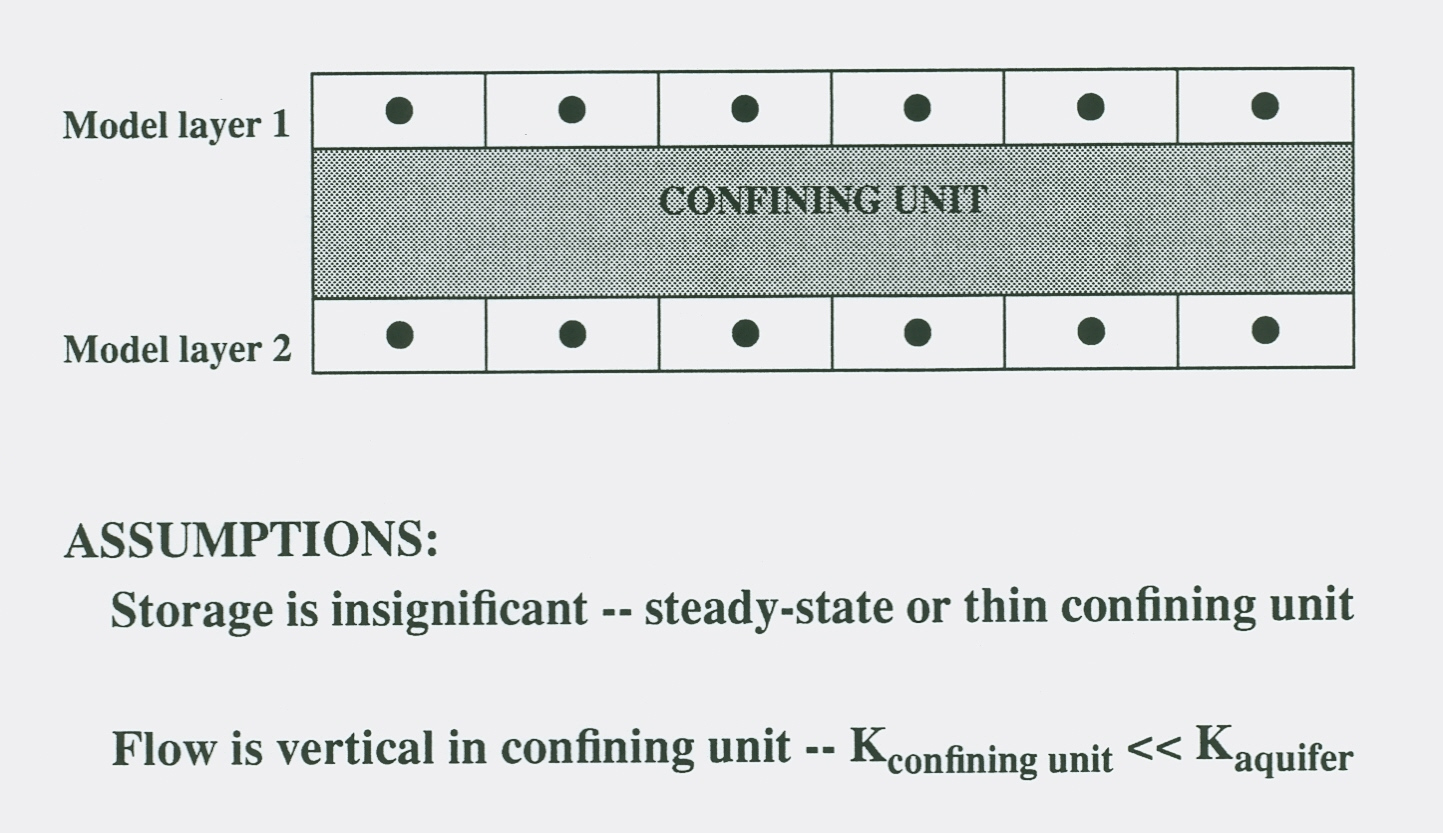 Model layer 1
CONFINING UNIT
Model layer 2
ASSUMPTIONS:
Storage is insignificant -- steady-state or thin confining unit
Flow is vertical in confining unit -- Kconfining unit << Kaquifer